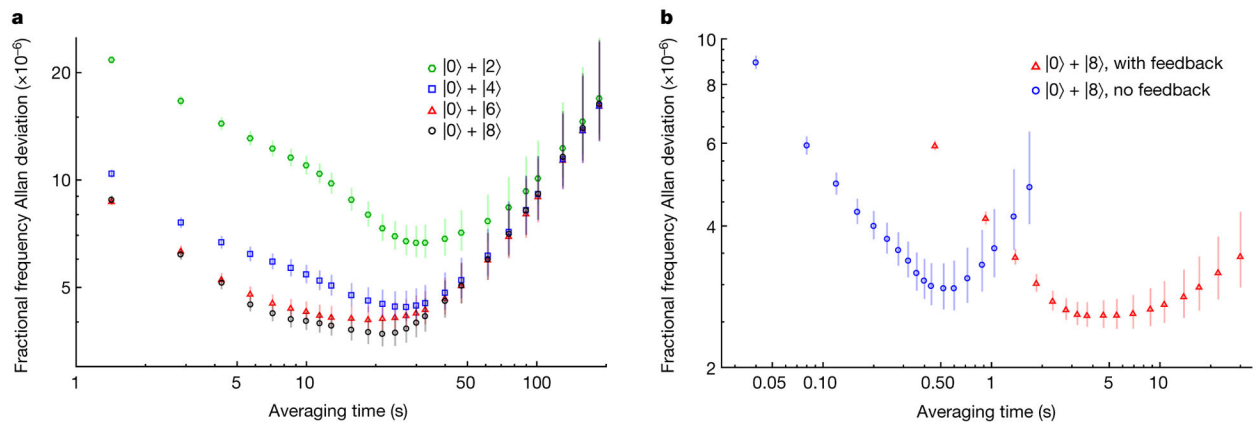 a
Fractional frequency Allan deviation (×10⁻⁶)
20
10
5
1
5
10
50
100
Averaging time (s)
|0⟩ + |2⟩
|0⟩ + |4⟩
|0⟩ + |6⟩
|0⟩ + |8⟩
b
Fractional frequency Allan deviation (×10⁻⁶)
10
8
6
4
2
0.05
0.10
0.50
1
5
10
Averaging time (s)
|0⟩ + |8⟩, with feedback
|0⟩ + |8⟩, no feedback